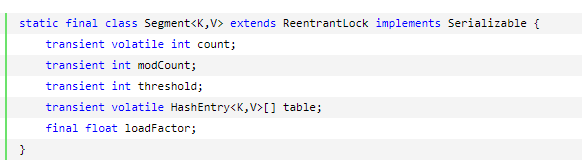 static final class Segment<K,V> extends ReentrantLock implements Serializable {
    transient volatile int count;
    transient int modCount;
    transient int threshold;
    transient volatile HashEntry<K,V>[] table;
    final float loadFactor;
}